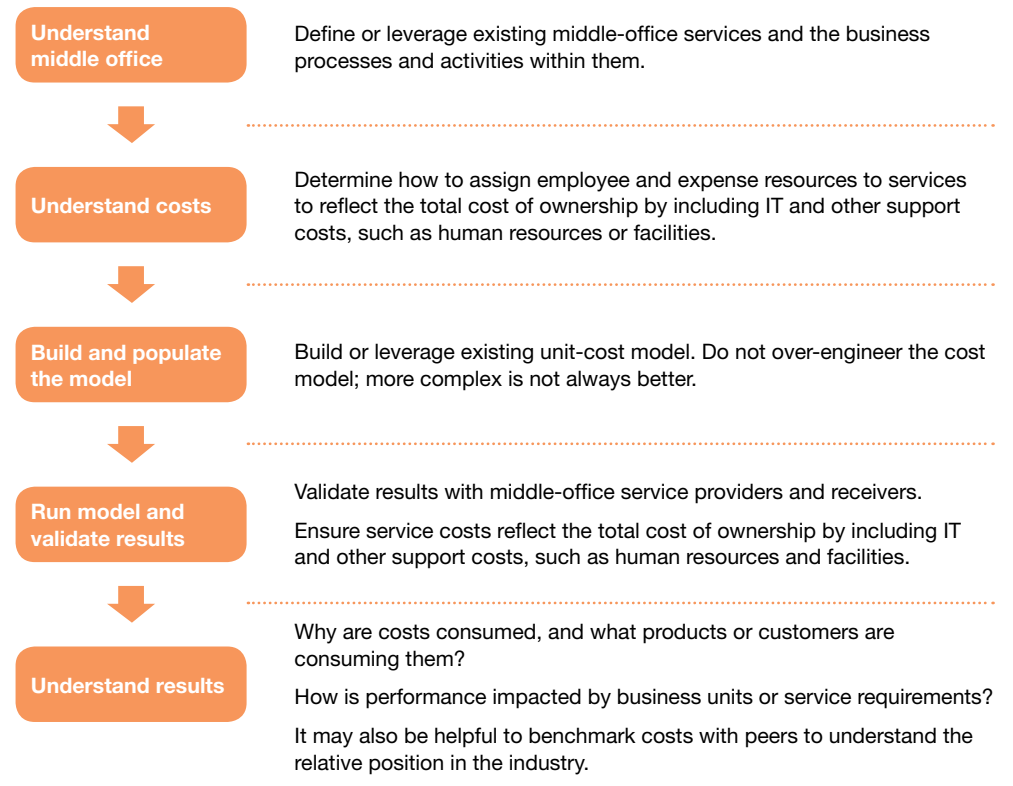 Understand
middle office
Define or leverage existing middle-office services and the business
processes and activities within them.
Understand costs
Determine how to assign employee and expense resources to services
to reflect the total cost of ownership by including IT and other support
costs, such as human resources or facilities.
Build and populate
the model
Build or leverage existing unit-cost model. Do not over-engineer the cost
model; more complex is not always better.
Run model and
validate results
Validate results with middle-office service providers and receivers.
Ensure service costs reflect the total cost of ownership by including IT
and other support costs, such as human resources and facilities.
Understand results
Why are costs consumed, and what products or customers are
consuming them?
How is performance impacted by business units or service requirements?
It may also be helpful to benchmark costs with peers to understand the
relative position in the industry.